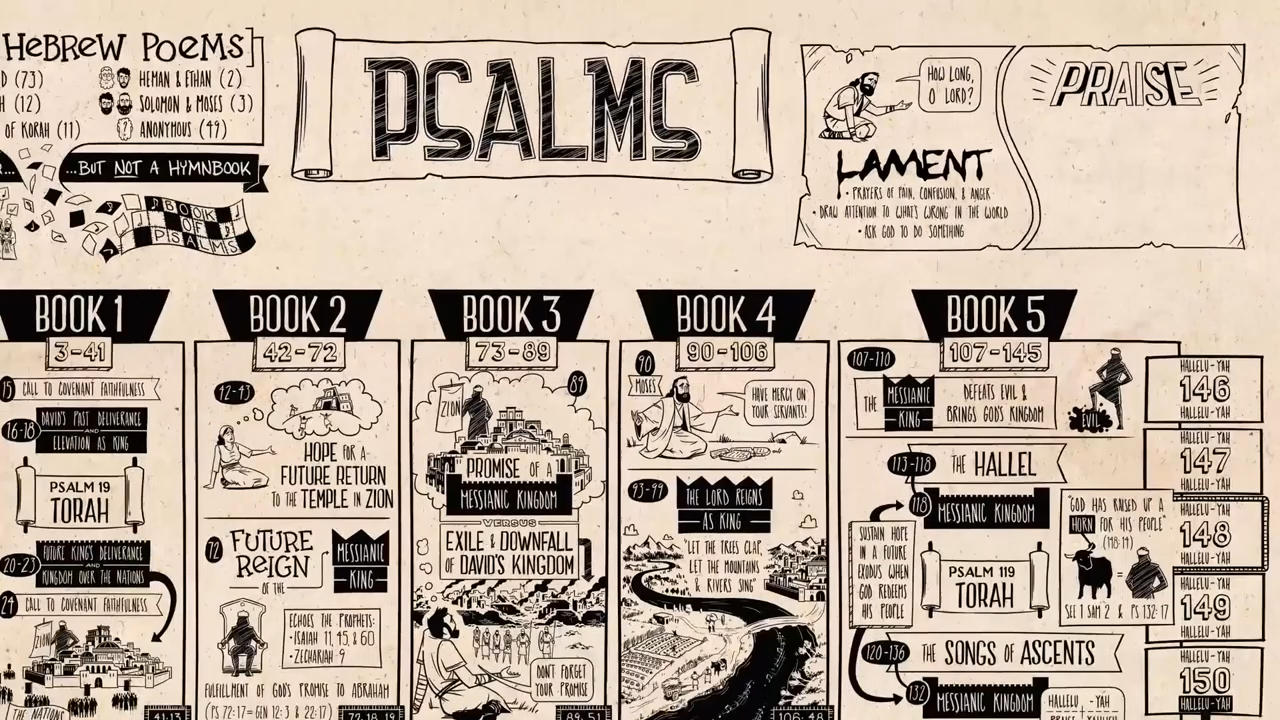 HEBREW POEMS
D (73)
HEMAN & ETHAN (2)
H (12)
SOLOMON & MOSES (3)
OF KORAH (11)
ANONYMOUS (49)
...BUT NOT A HYMNBOOK
BOOK
OF
PSALMS
PSALMS
HOW LONG,
O LORD?
LAMENT
• PRAYERS OF PAIN, CONFUSION, & ANGER
• DRAW ATTENTION TO WHAT'S WRONG IN THE WORLD
• ASK GOD TO DO SOMETHING
PRAISE
BOOK 1
3-41
15 CALL TO COVENANT FAITHFULNESS
16-18
DAVID'S PAST DELIVERANCE
AND
ELEVATION AS KING
PSALM 19
TORAH
20-23
FUTURE KING'S DELIVERANCE
AND
KINGDOM OVER THE NATIONS
24 CALL TO COVENANT FAITHFULNESS
ZION
THE NATIONS
41:13
BOOK 2
42-72
42-43
HOPE FOR A
FUTURE RETURN
TO THE TEMPLE IN ZION
72
FUTURE
REIGN
OF THE
MESSIANIC
KING
ECHOES THE PROPHETS:
• ISAIAH 11, 45, & 60
• ZECHARIAH 9
FULFILLMENT OF GOD'S PROMISE TO ABRAHAM
(PS 72:17 = GEN 12:3 & 22:17)
72:18-19
BOOK 3
73-89
89
ZION
PROMISE OF A
MESSIANIC KINGDOM
VERSUS
EXILE & DOWNFALL
OF DAVID'S KINGDOM
DON'T FORGET
YOUR PROMISE
89:51
BOOK 4
90-106
90
MOSES
HAVE MERCY ON
YOUR SERVANTS!
93-99
THE LORD REIGNS
AS KING
"LET THE TREES CLAP,
LET THE MOUNTAINS
& RIVERS SING"
106:48
BOOK 5
107-145
107-110
THE
MESSIANIC
KING
DEFEATS EVIL &
BRINGS GOD'S KINGDOM
EVIL
113-118
THE HALLEL
118
MESSIANIC KINGDOM
SUSTAIN HOPE
IN A FUTURE
EXODUS WHEN
GOD REDEEMS
HIS PEOPLE
PSALM 119
TORAH
"GOD HAS RAISED UP A
HORN FOR HIS PEOPLE"
(148:14)
=
SEE 1 SAM 2 & PS 132:17
120-136
THE SONGS OF ASCENTS
132
MESSIANIC KINGDOM
HALLELU -YAH
HALLELU-YAH
146
HALLELU-YAH
HALLELU-YAH
147
HALLELU-YAH
HALLELU-YAH
148
HALLELU-YAH
HALLELU-YAH
149
HALLELU-YAH
HALLELU-YAH
150
HALLELU-YAH